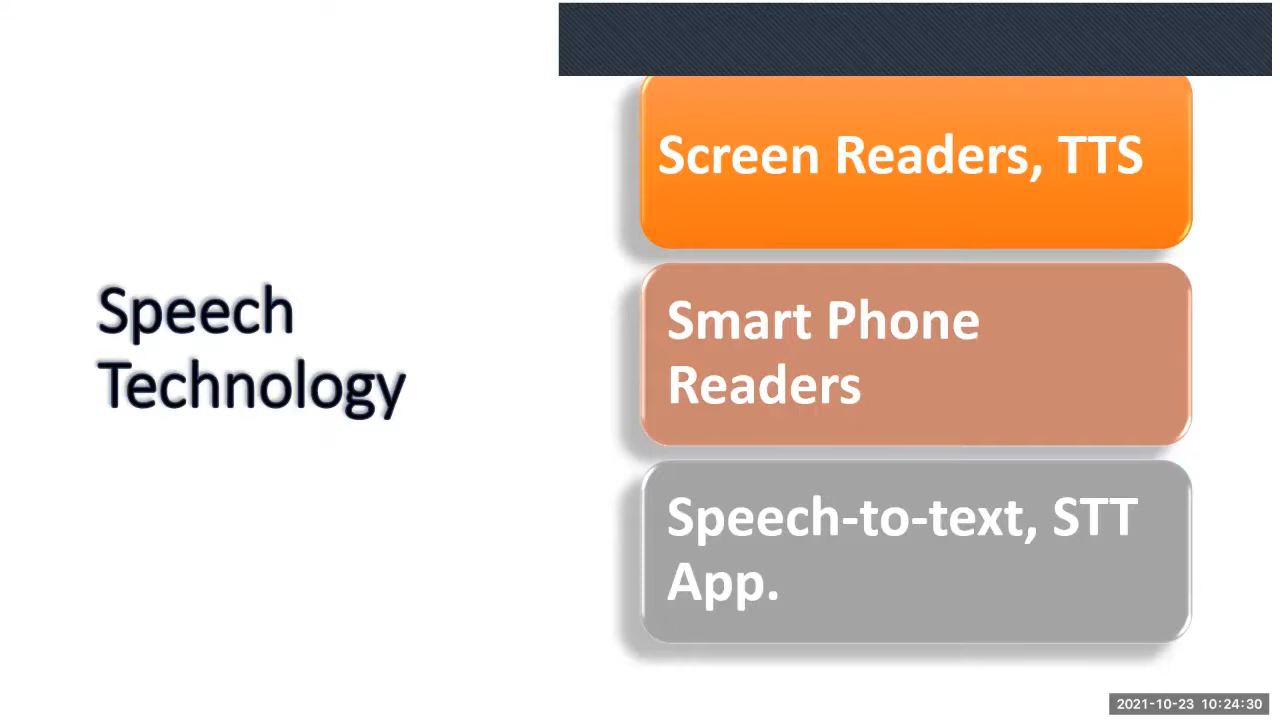 Speech
Technology
Screen Readers, TTS
Smart Phone
Readers
Speech-to-text, STT
App.
2021-10-23 10:24:30